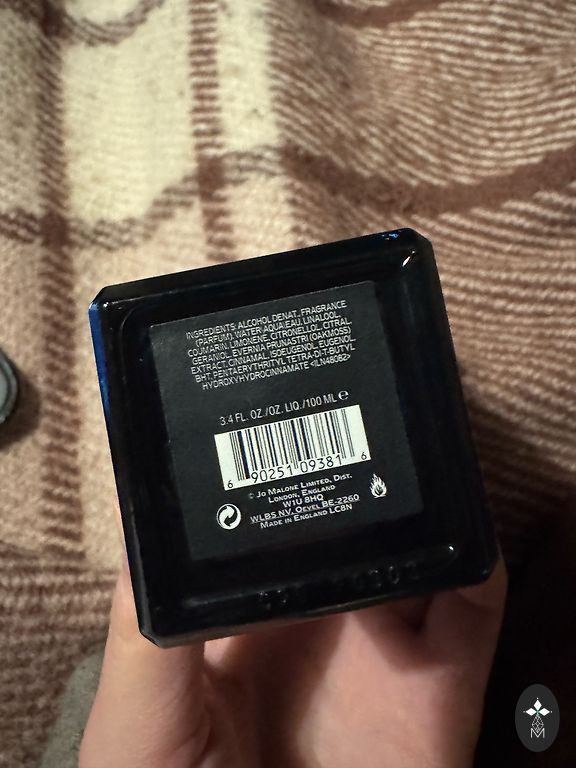 INGREDIENTS: ALCOHOL DENAT., FRAGRANCE
(PARFUM), WATER\AQUA\EAU, LINALOOL,
COUMARIN, LIMONENE, CITRONELLOL, CITRAL,
GERANIOL, EVERNIA PRUNASTRI (OAKMOSS)
EXTRACT, CINNAMAL, ISOEUGENOL, EUGENOL,
BHT, PENTAERYTHRITYL TETRA-DI-T-BUTYL
HYDROXYHYDROCINNAMATE <ILN48082>
3.4 FL. OZ./OZ. LIQ./100 ML ℮
6 90251 09381 6
© JO MALONE LIMITED, DIST.
LONDON, ENGLAND
W1U 8HQ
WLBS NV. OEVEL BE-2260
MADE IN ENGLAND LC8N
M